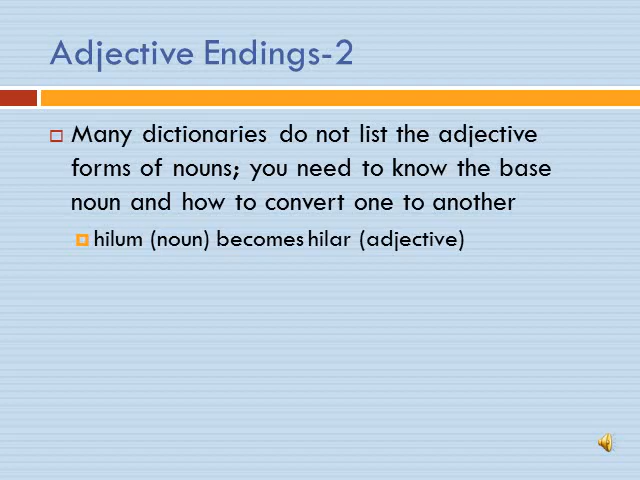 Adjective Endings-2
Many dictionaries do not list the adjective
forms of nouns; you need to know the base
noun and how to convert one to another
hilum (noun) becomes hilar (adjective)